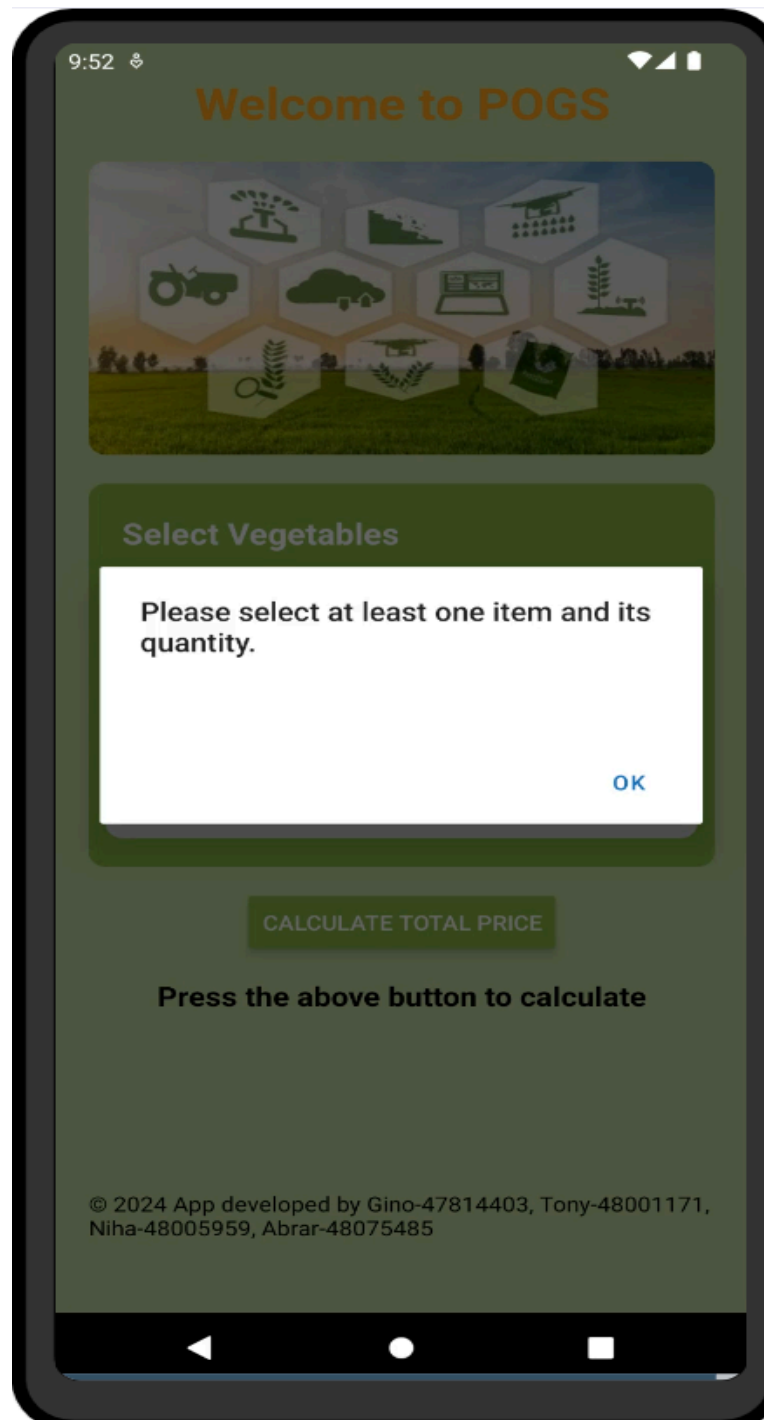 9:52
Welcome to POGS
Select Vegetables
Please select at least one item and its
quantity.
OK
CALCULATE TOTAL PRICE
Press the above button to calculate
© 2024 App developed by Gino-47814403, Tony-48001171,
Niha-48005959, Abrar-48075485